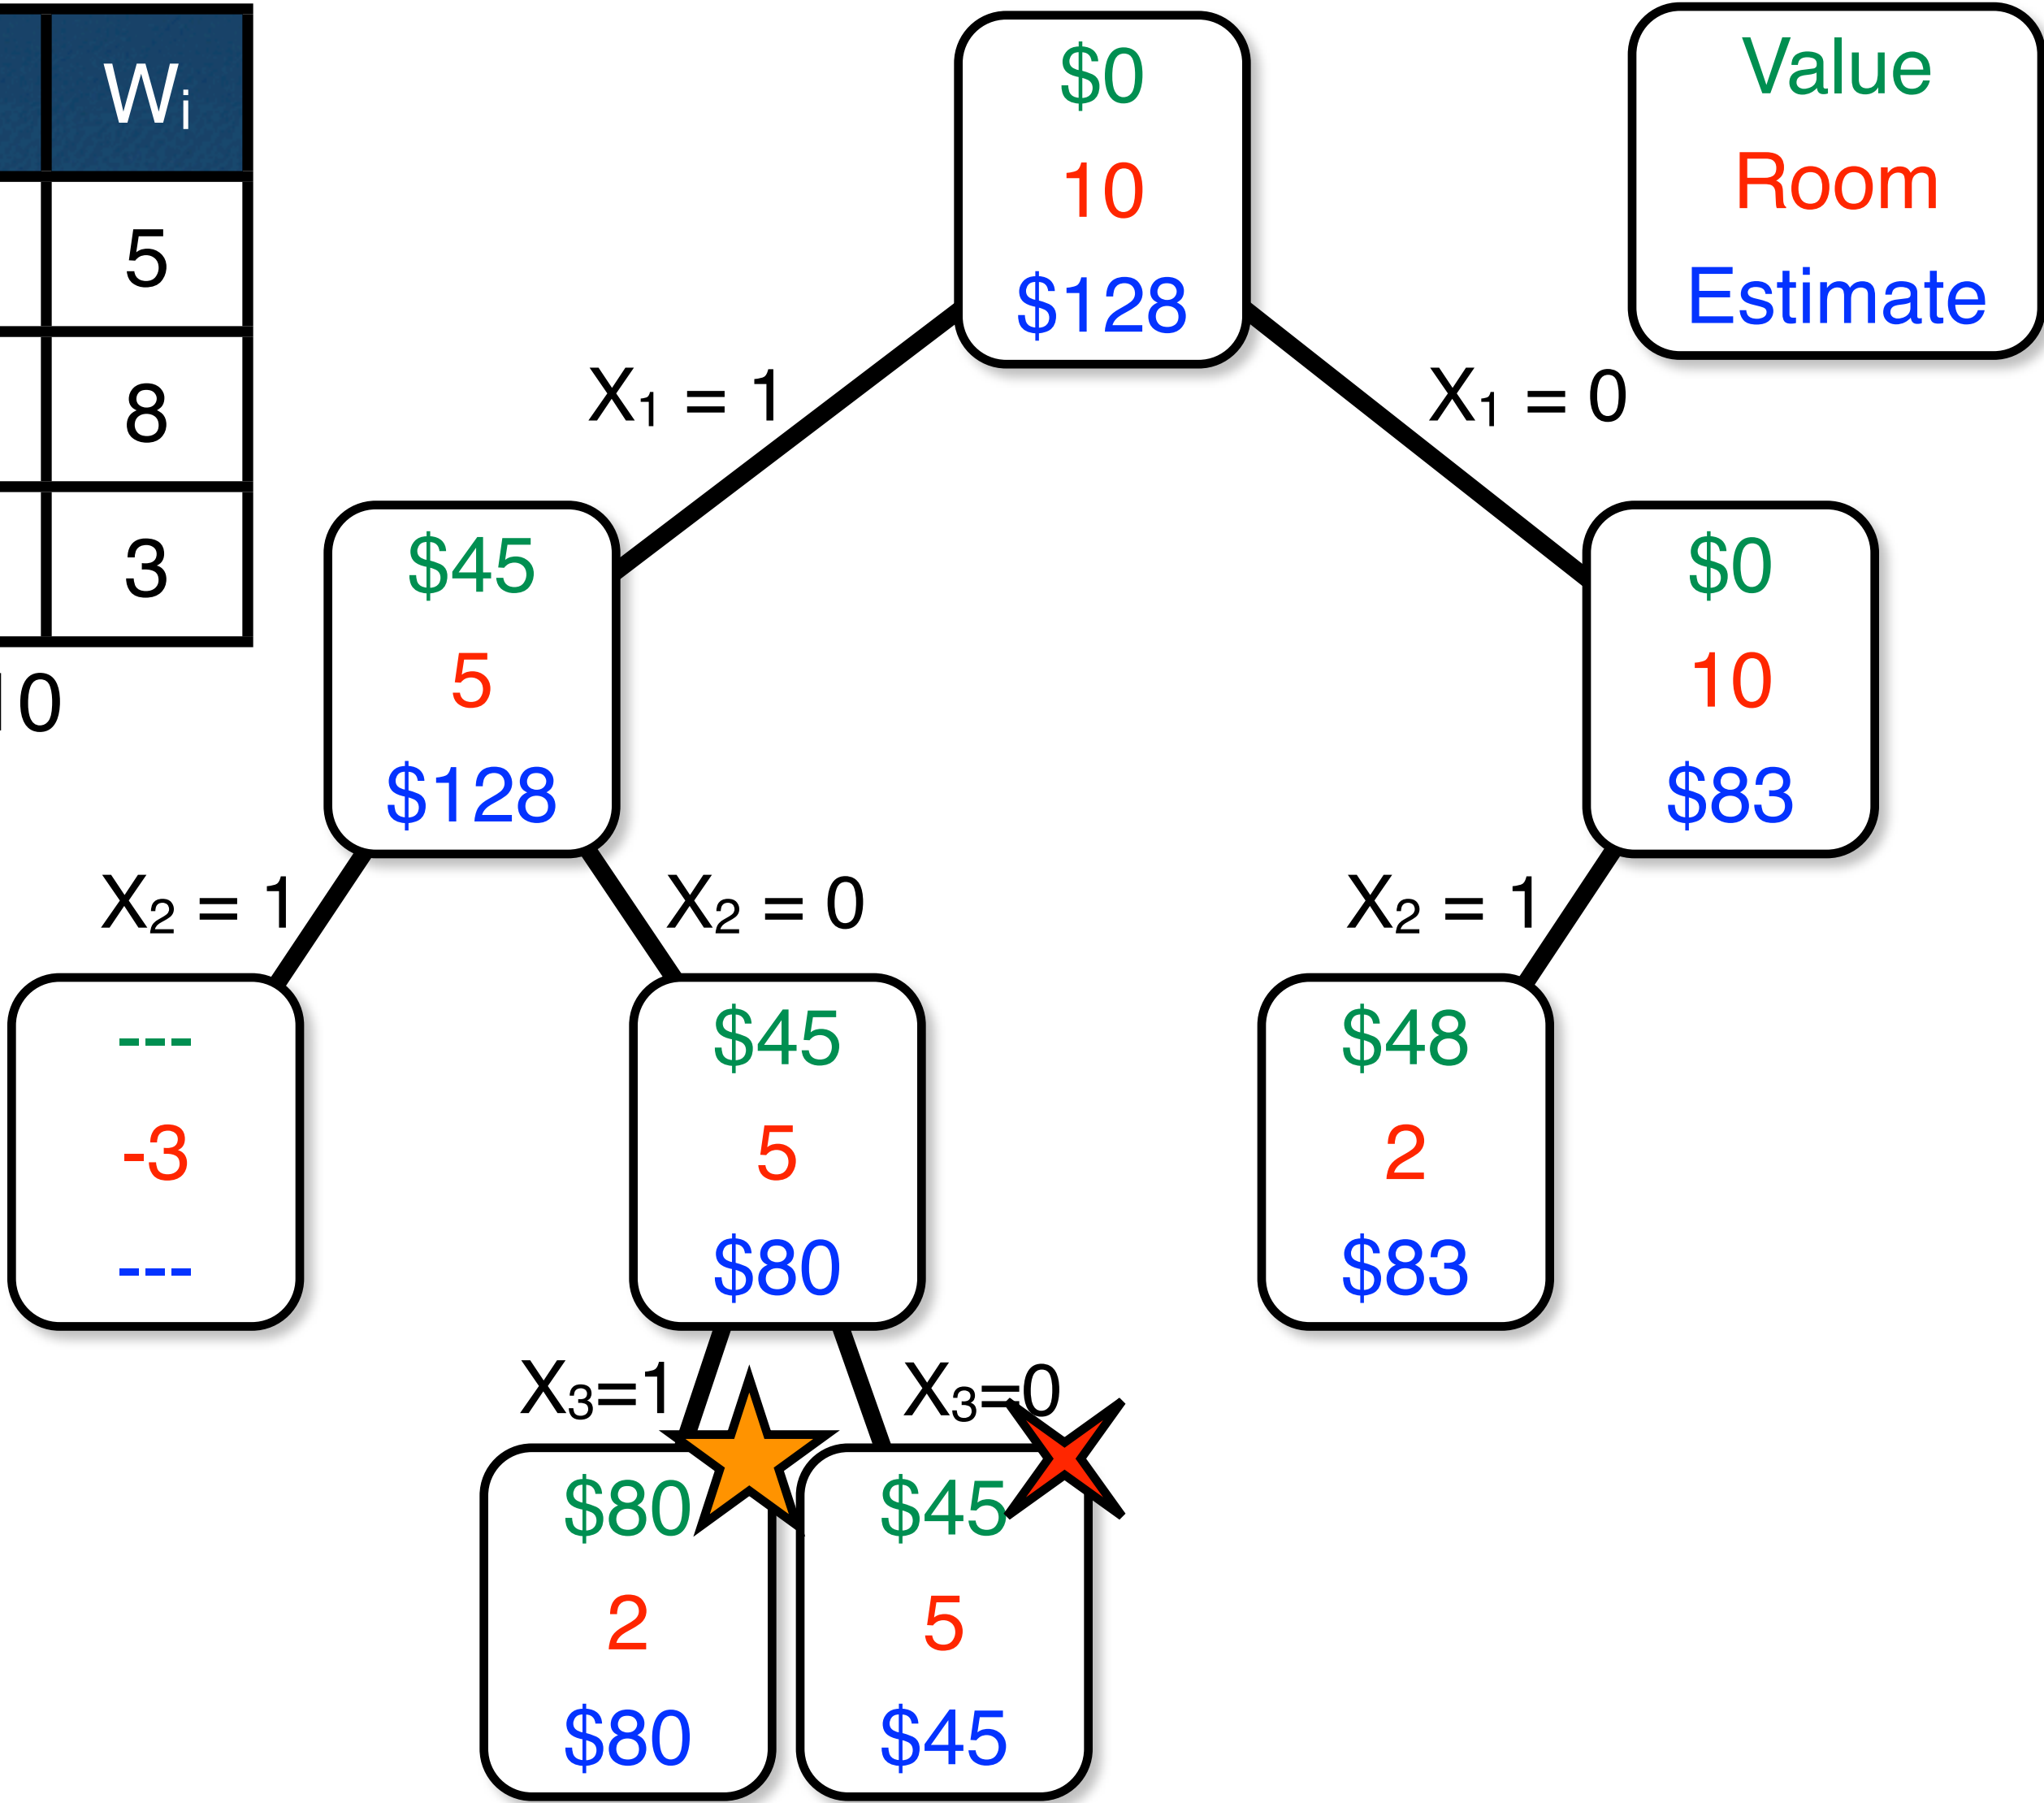 Wi
5
8
3
10
$0
10
$128
Value
Room
Estimate
X1 = 1
X1 = 0
$45
5
$128
$0
10
$83
X2 = 1
X2 = 0
X2 = 1
---
-3
---
$45
5
$80
$48
2
$83
X3=1
X3=0
$80
2
$80
$45
5
$45